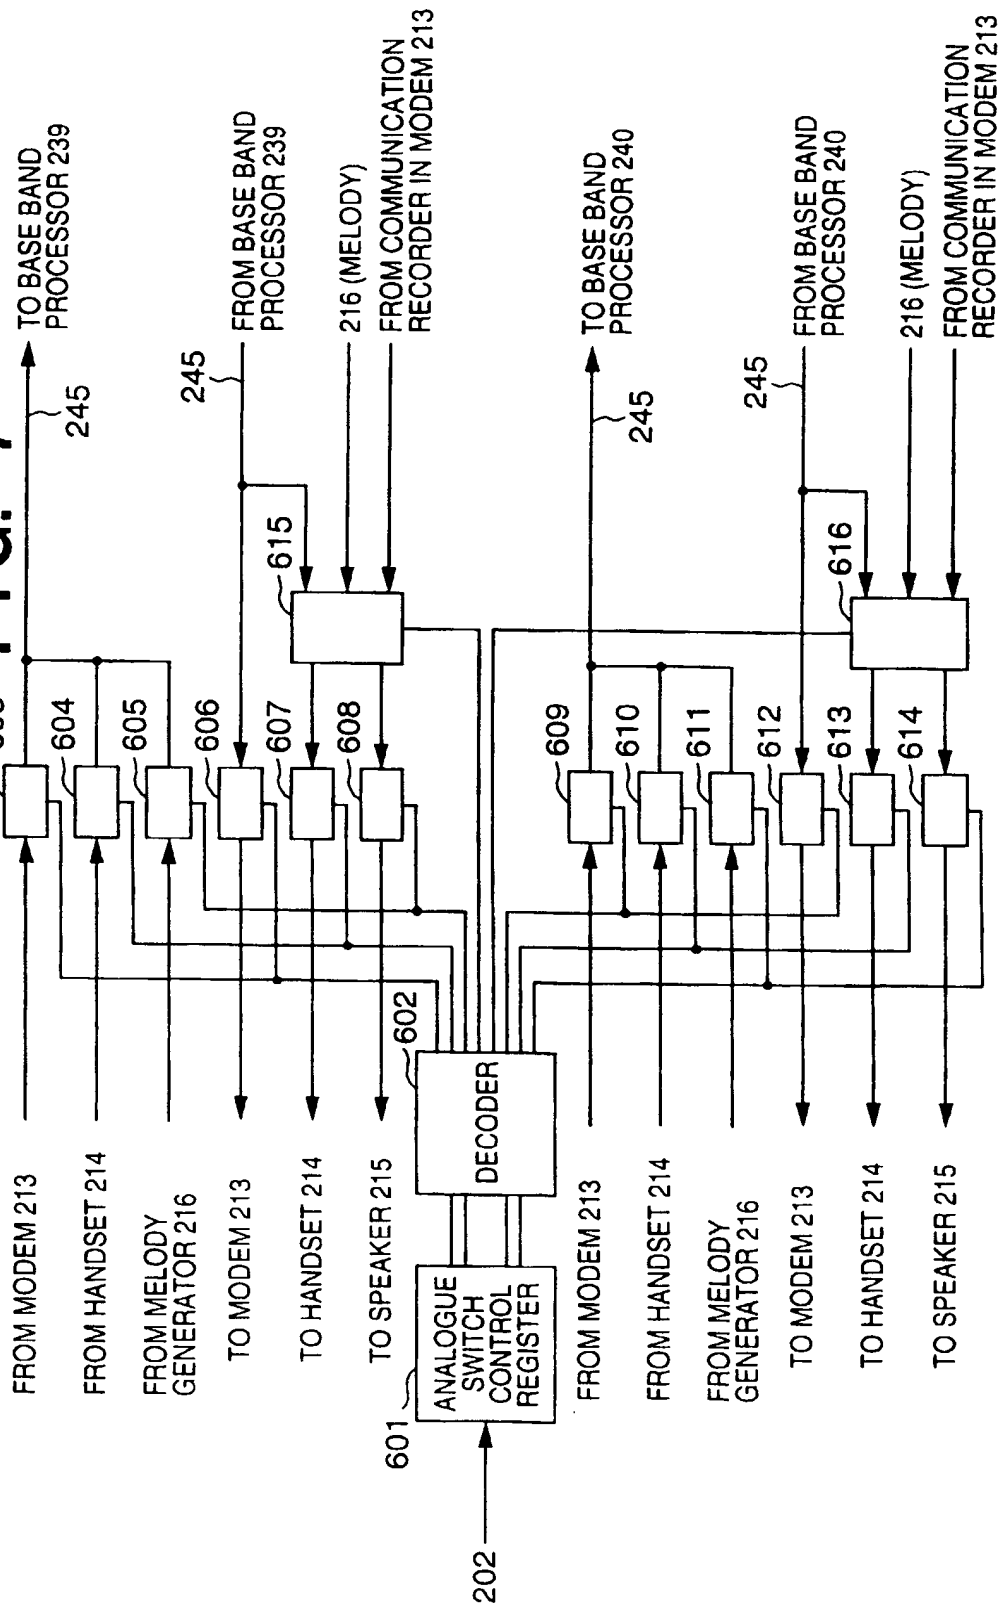 FROM MODEM 213
FROM HANDSET 214
FROM MELODY
GENERATOR 216
TO MODEM 213
TO HANDSET 214
TO SPEAKER 215
604
605
606
607
608
615
245
TO BASE BAND
PROCESSOR 239
245
FROM BASE BAND
PROCESSOR 239
216 (MELODY)
FROM COMMUNICATION
RECORDER IN MODEM 213
202
601
ANALOGUE
SWITCH
CONTROL
REGISTER
602
DECODER
FROM MODEM 213
FROM HANDSET 214
FROM MELODY
GENERATOR 216
TO MODEM 213
TO HANDSET 214
TO SPEAKER 215
609
610
611
612
613
614
616
245
TO BASE BAND
PROCESSOR 240
245
FROM BASE BAND
PROCESSOR 240
216 (MELODY)
FROM COMMUNICATION
RECORDER IN MODEM 213